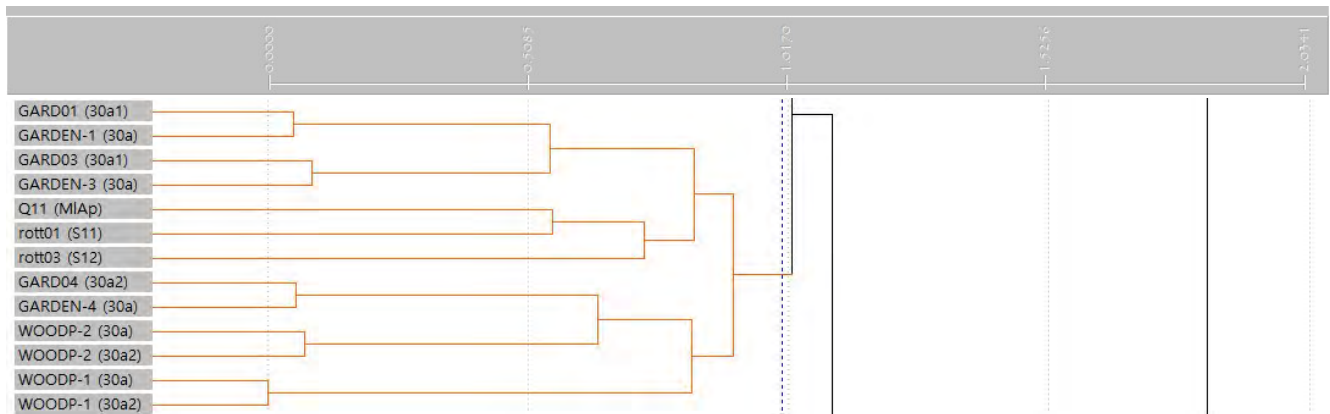 0.0000
0.5085
1.0170
1.5256
2.0341
GARD01 (30a1)
GARDEN-1 (30a)
GARD03 (30a1)
GARDEN-3 (30a)
Q11 (MlAp)
rott01 (S11)
rott03 (S12)
GARD04 (30a2)
GARDEN-4 (30a)
WOODP-2 (30a)
WOODP-2 (30a2)
WOODP-1 (30a)
WOODP-1 (30a2)